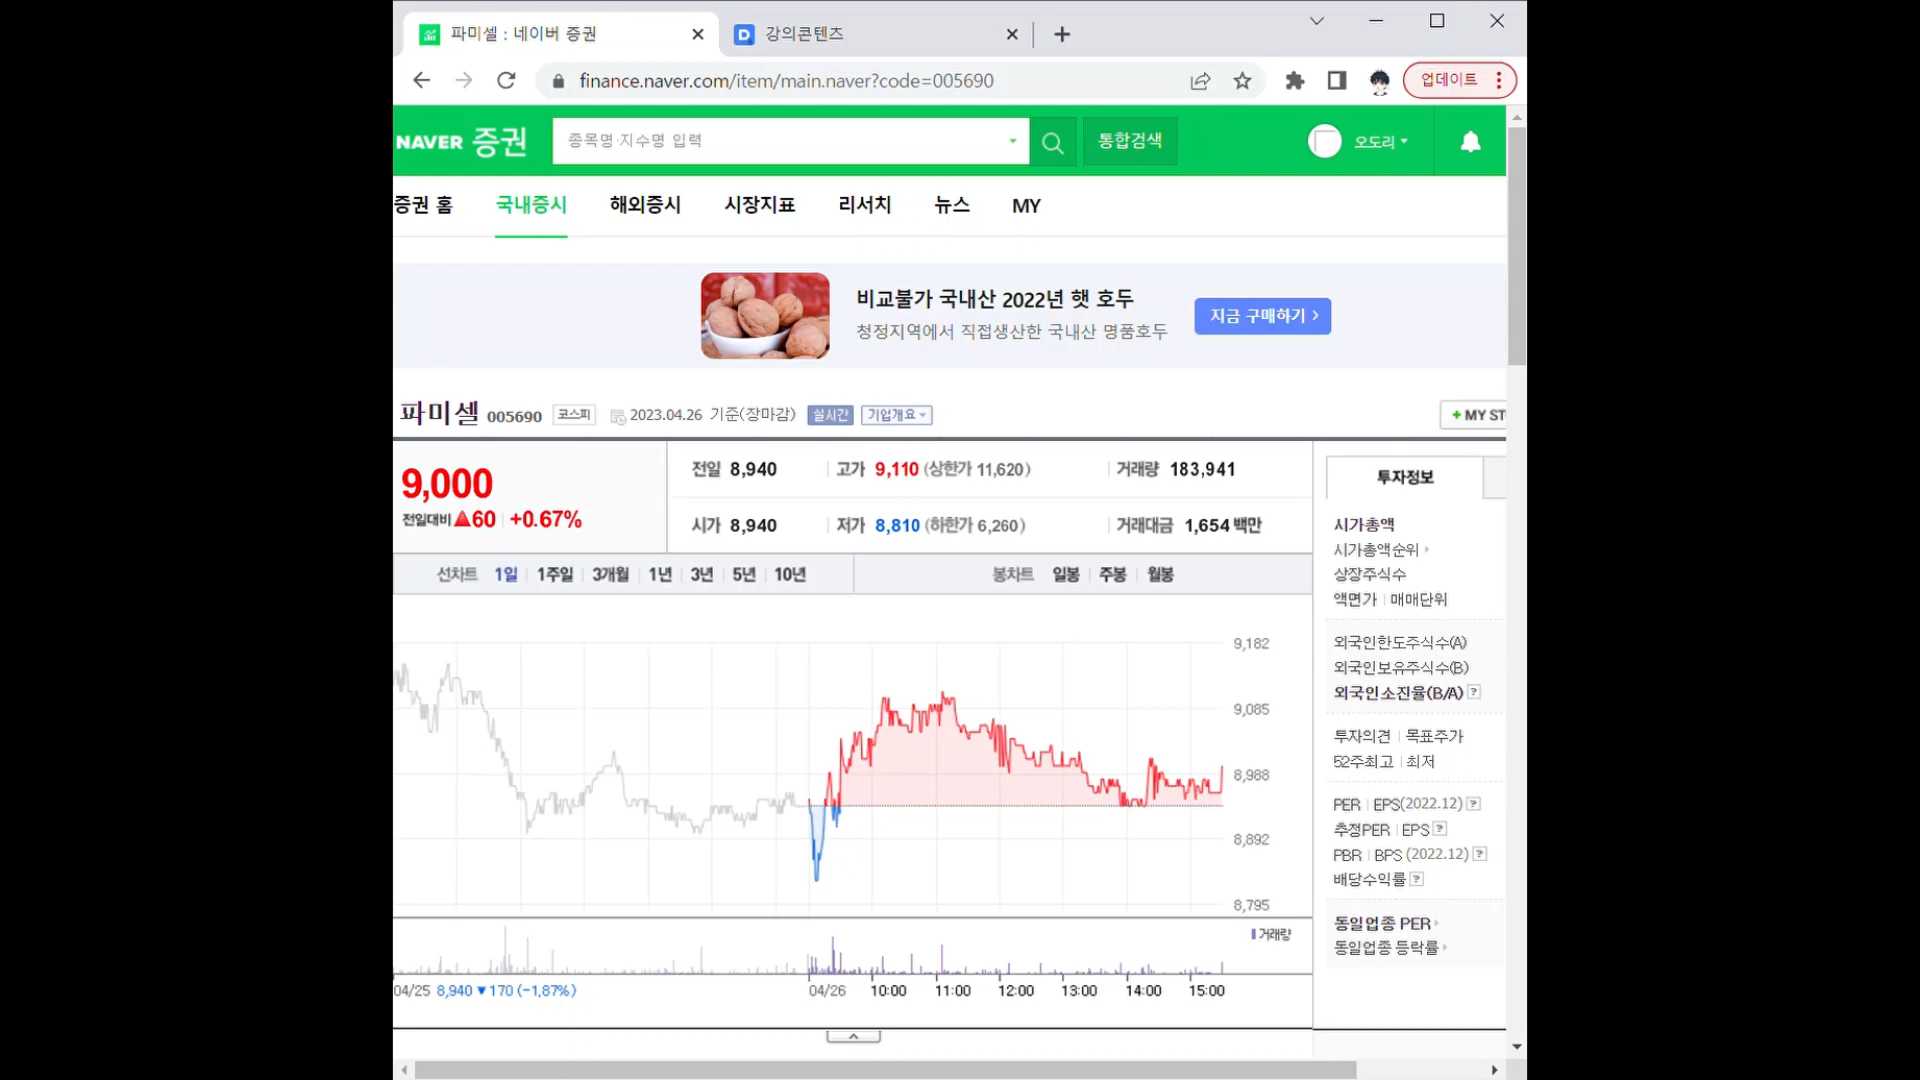 파미셀 : 네이버 증권
강의콘텐츠
finance.naver.com/item/main.naver?code=005690
업데이트
NAVER 증권
종목명·지수명 입력
통합검색
오도리
증권 홈 국내증시 해외증시 시장지표 리서치 뉴스 MY
비교불가 국내산 2022년 햇 호두
청정지역에서 직접생산한 국내산 명품호두
지금 구매하기 >
파미셀 005690 코스피 2023.04.26 기준(장마감) 실시간 기업개요
+ MY ST
9,000
전일대비 ▲60 +0.67%
전일 8,940 고가 9,110 (상한가 11,620) 거래량 183,941
시가 8,940 저가 8,810 (하한가 6,260) 거래대금 1,654 백만
선차트 1일 1주일 3개월 1년 3년 5년 10년
봉차트 일봉 주봉 월봉
9,182
9,085
8,988
8,892
8,795
거래량
04/25 8,940 ▼170 (-1.87%)
04/26 10:00 11:00 12:00 13:00 14:00 15:00
투자정보
시가총액
시가총액순위
상장주식수
액면가 | 매매단위
외국인한도주식수(A)
외국인보유주식수(B)
외국인소진율(B/A) ?
투자의견 | 목표주가
52주최고 | 최저
PER | EPS(2022.12) ?
추정PER | EPS ?
PBR | BPS (2022.12) ?
배당수익률 ?
동일업종 PER
동일업종 등락률